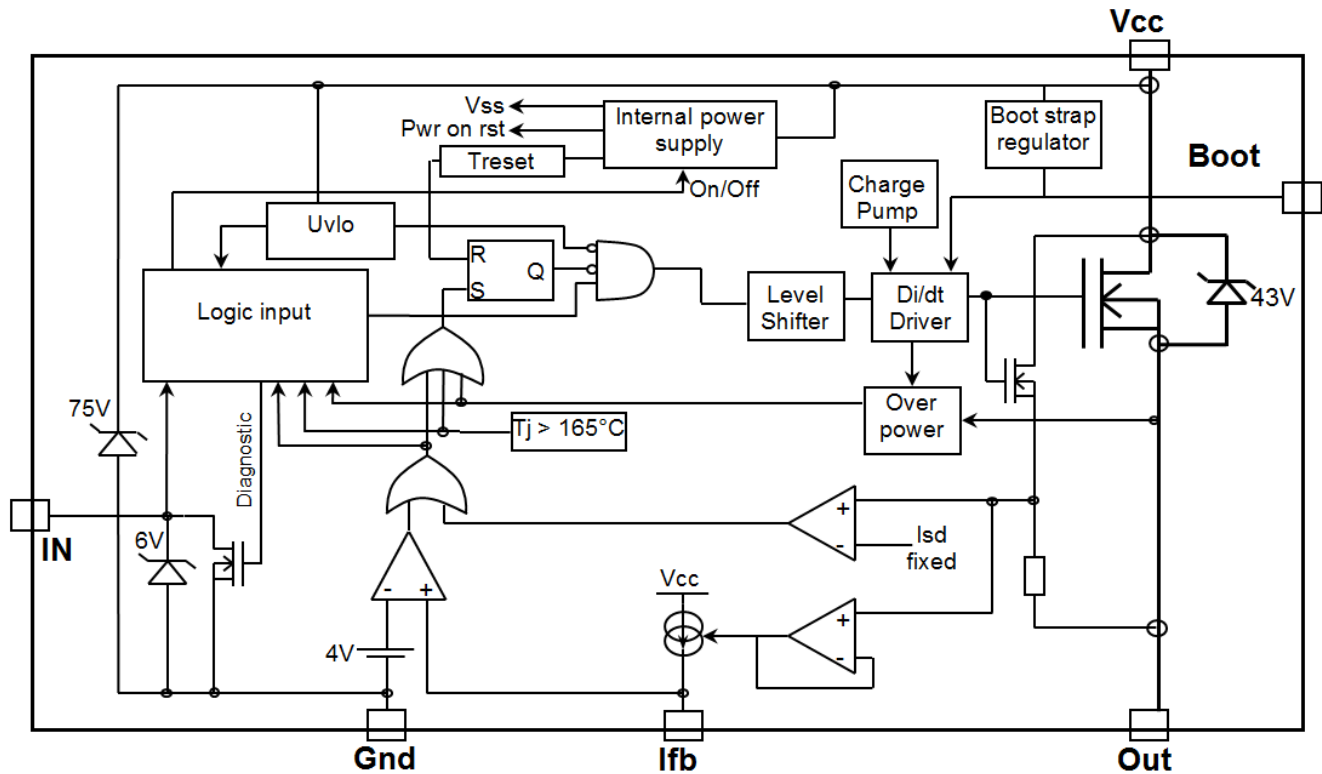 Vcc
Vss
Pwr on rst
Internal power
supply
Boot strap
regulator
Boot
Treset
On/Off
Charge
Pump
Uvlo
R
Q
S
Logic input
Level
Shifter
Di/dt
Driver
43V
75V
Diagnostic
Tj > 165°C
Over
power
IN
6V
+
-
Isd
fixed
Vcc
- +
+
-
4V
Gnd
Ifb
Out